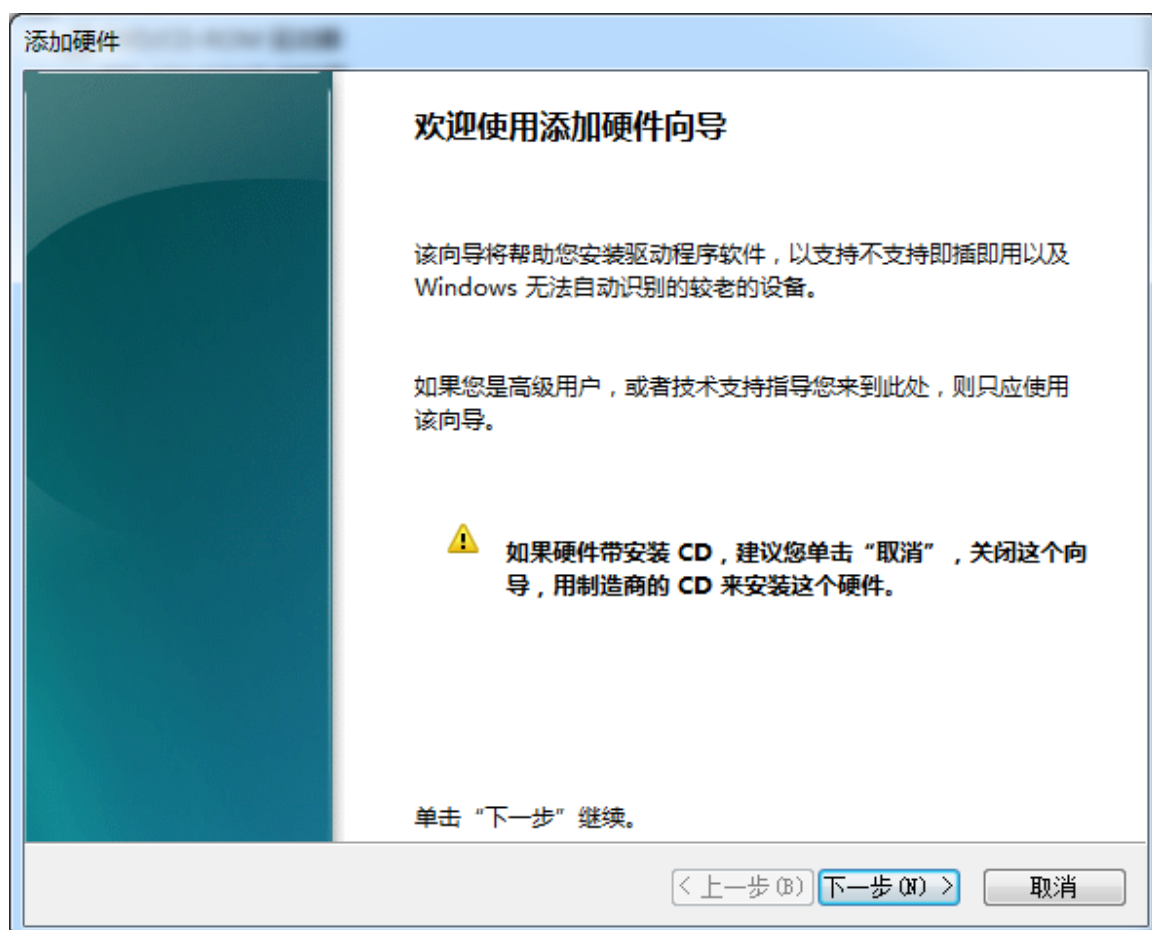 添加硬件
欢迎使用添加硬件向导
该向导将帮助您安装驱动程序软件，以支持不支持即插即用以及
Windows 无法自动识别的较老的设备。
如果您是高级用户，或者技术支持指导您来到此处，则只应使用
该向导。
如果硬件带安装 CD，建议您单击“取消”，关闭这个向
导，用制造商的 CD 来安装这个硬件。
单击“下一步”继续。
< 上一步(B) 下一步(N) > 取消